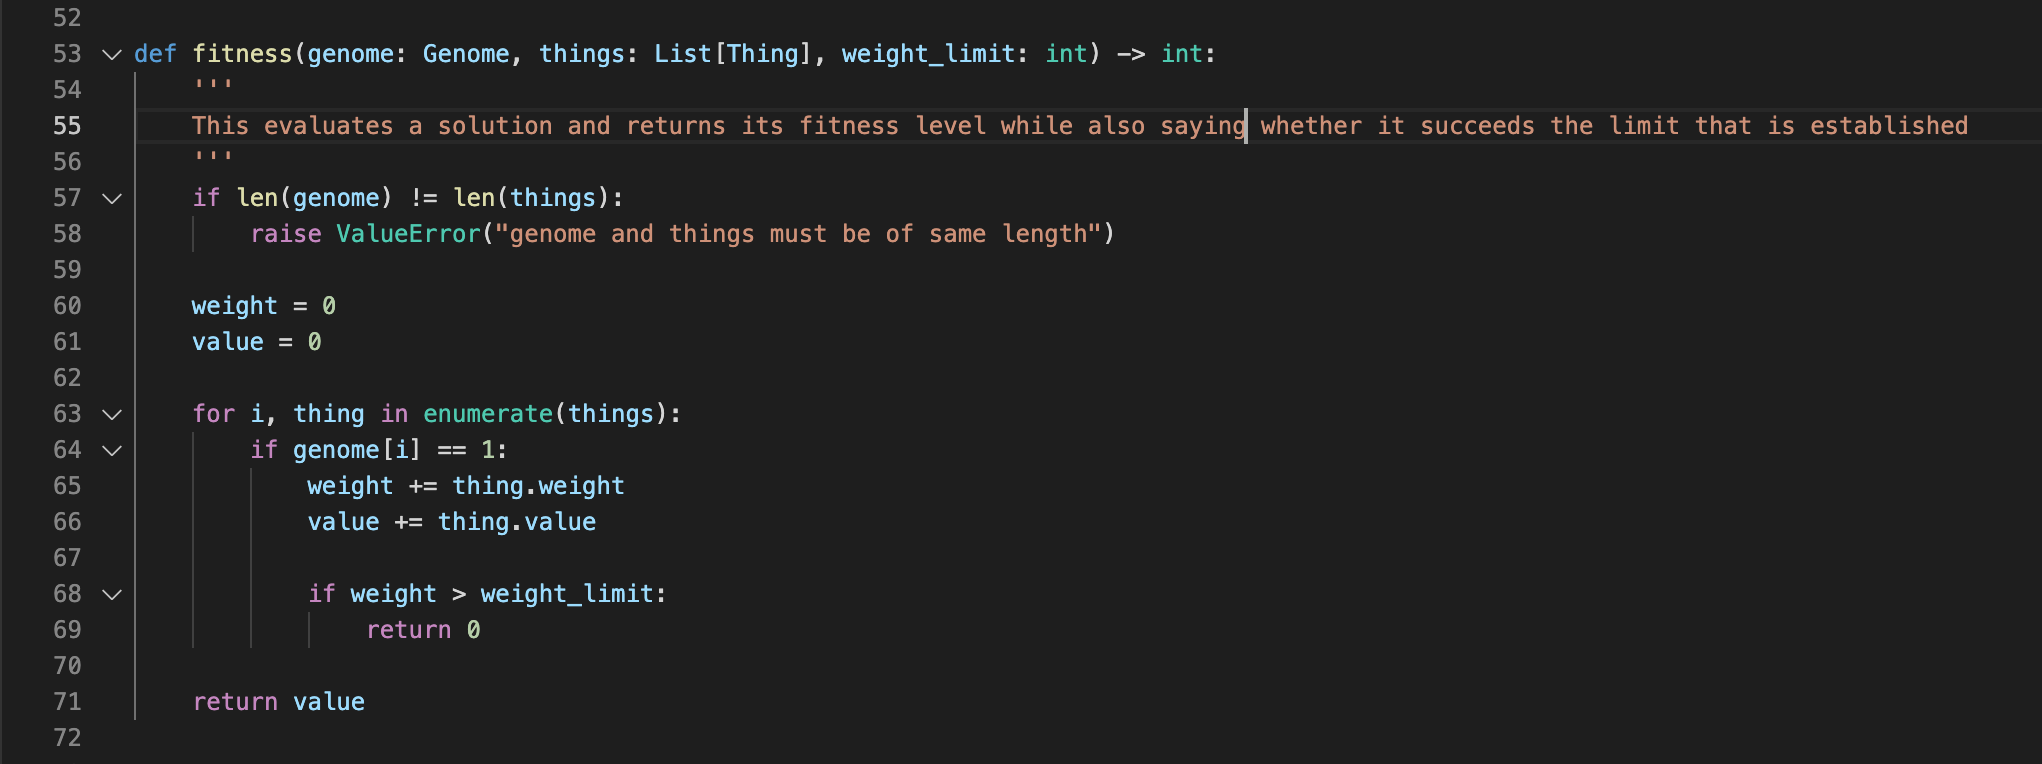 52
53 def fitness(genome: Genome, things: List[Thing], weight_limit: int) -> int:
54     '''
55     This evaluates a solution and returns its fitness level while also saying whether it succeeds the limit that is established
56     '''
57     if len(genome) != len(things):
58         raise ValueError("genome and things must be of same length")
59
60     weight = 0
61     value = 0
62
63     for i, thing in enumerate(things):
64         if genome[i] == 1:
65             weight += thing.weight
66             value += thing.value
67
68             if weight > weight_limit:
69                 return 0
70
71     return value
72